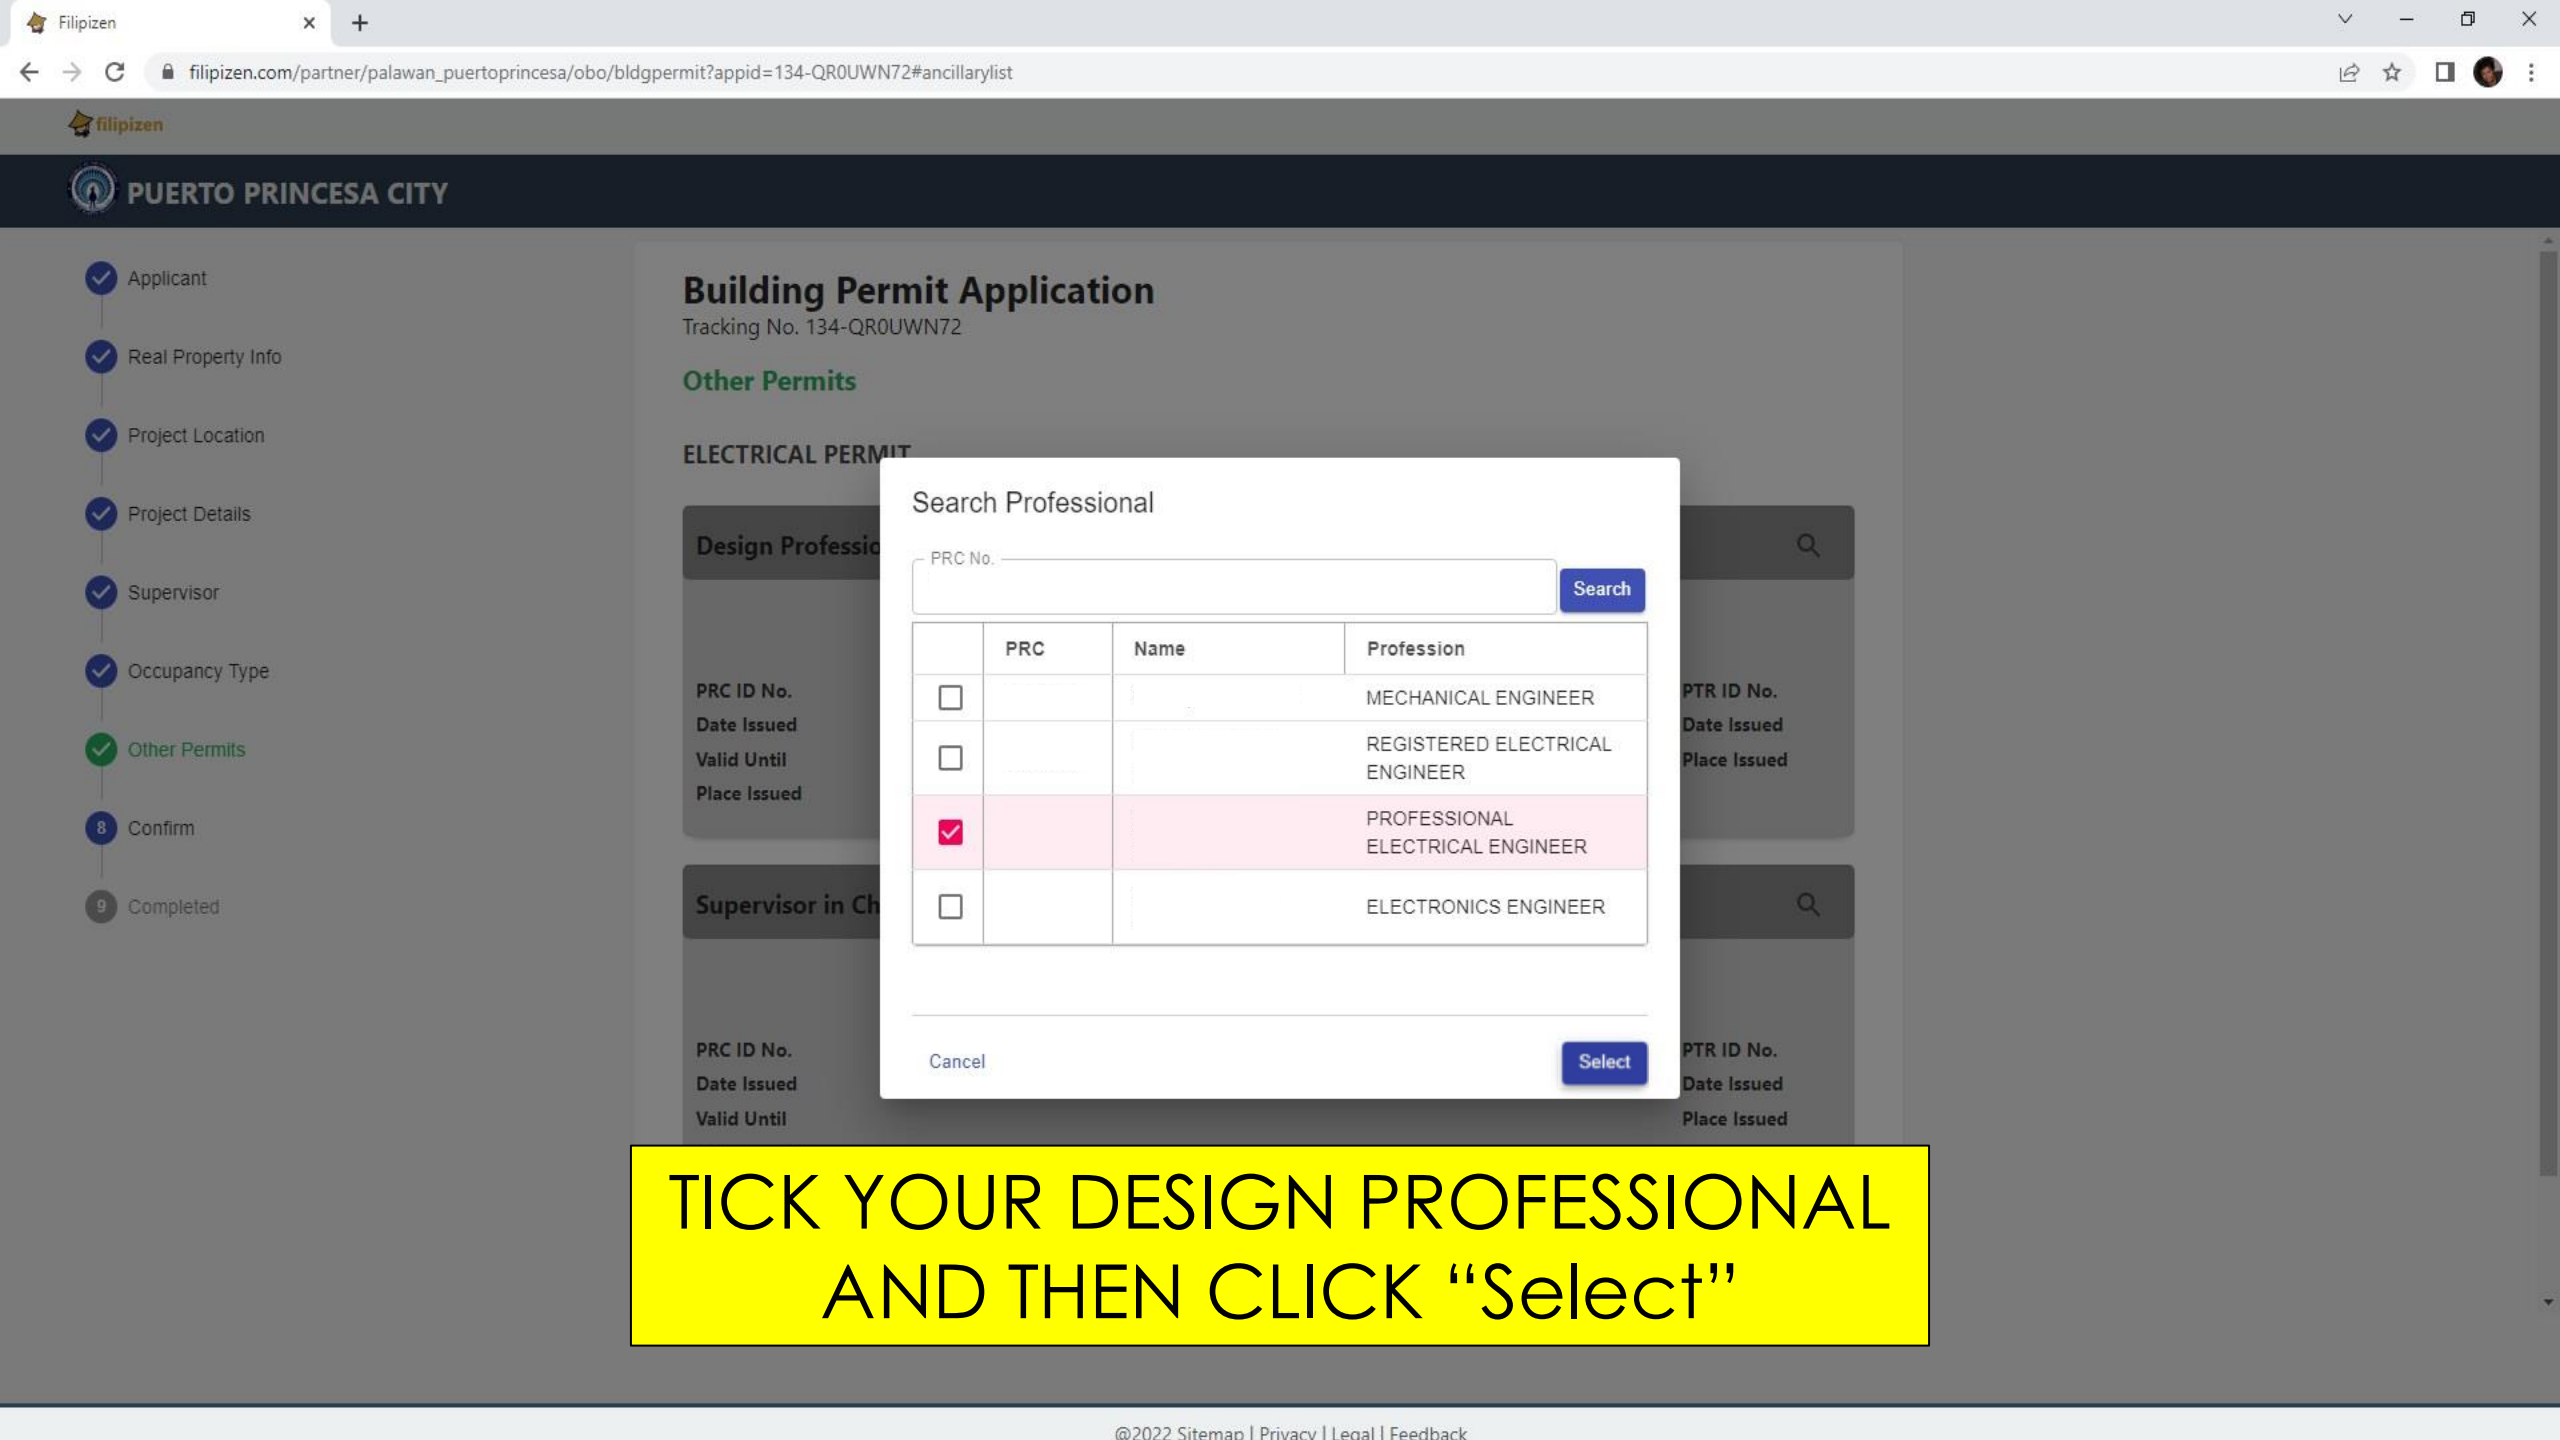 Filipizen
filipizen.com/partner/palawan_puertoprincesa/obo/bldgpermit?appid=134-QR0UWN72#ancillarylist
filipizen
PUERTO PRINCESA CITY
Applicant
Real Property Info
Project Location
Project Details
Supervisor
Occupancy Type
Other Permits
8 Confirm
9 Completed
Building Permit Application
Tracking No. 134-QR0UWN72
Other Permits
ELECTRICAL PERMIT
Design Professio
PRC ID No.
Date Issued
Valid Until
Place Issued
PTR ID No.
Date Issued
Place Issued
Supervisor in Ch
PRC ID No.
Date Issued
Valid Until
PTR ID No.
Date Issued
Place Issued
Search Professional
PRC No.
Search
PRC Name Profession
MECHANICAL ENGINEER
REGISTERED ELECTRICAL
ENGINEER
PROFESSIONAL
ELECTRICAL ENGINEER
ELECTRONICS ENGINEER
Cancel
Select
TICK YOUR DESIGN PROFESSIONAL
AND THEN CLICK “Select”
@2022 Sitemap | Privacy | Legal | Feedback